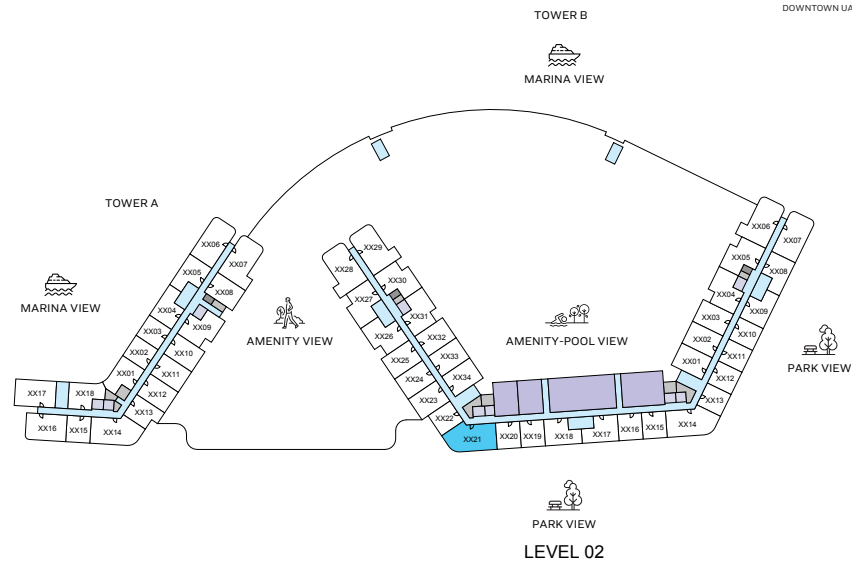 DOWNTOWN UA
TOWER B
MARINA VIEW
TOWER A
MARINA VIEW
AMENITY VIEW
AMENITY-POOL VIEW
PARK VIEW
XX06
XX07
XX05
XX08
XX04
XX09
XX03
XX10
XX02
XX11
XX01
XX12
XX13
XX17
XX18
XX16
XX15
XX14
XX29
XX28
XX30
XX27
XX31
XX26
XX32
XX25
XX33
XX24
XX34
XX23
XX22
XX21
XX20
XX19
XX18
XX17
XX16
XX15
XX14
XX06
XX07
XX05
XX08
XX04
XX09
XX03
XX10
XX02
XX11
XX01
XX12
XX13
PARK VIEW
LEVEL 02